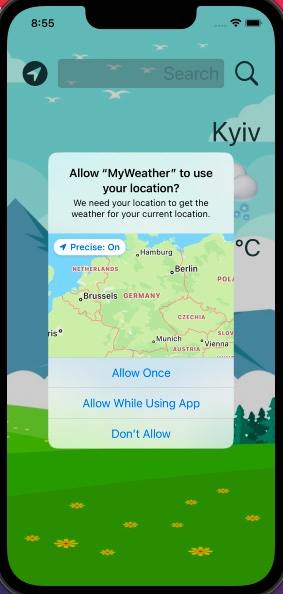 8:55
Search
Kyiv
°C
Allow “MyWeather” to use
your location?
We need your location to get the
weather for your current location.
Precise: On
Hamburg
NETHERLANDS
Berlin
POLA
Brussels
GERMANY
CZECHIA
ris
SLOV
Munich
Vienna
AUSTRIA
Allow Once
Allow While Using App
Don’t Allow